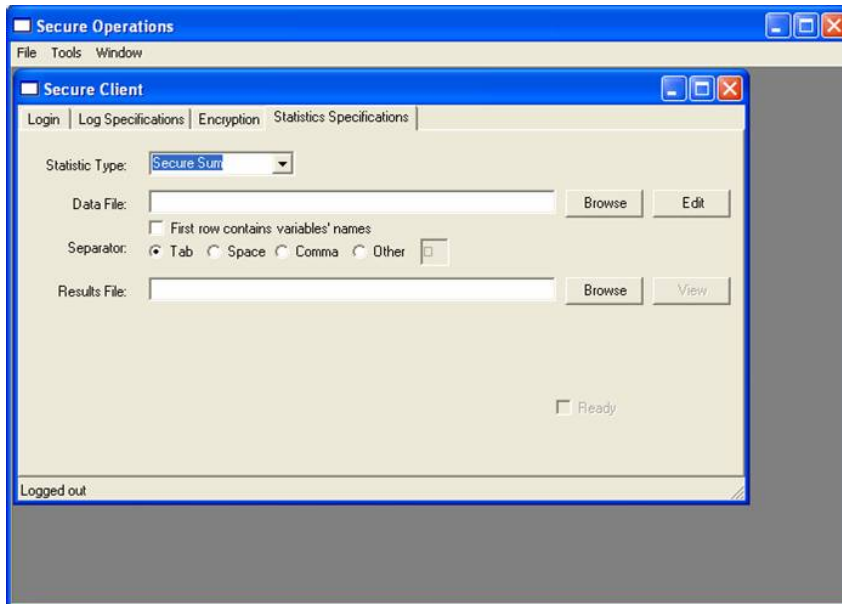 Secure Operations
File Tools Window
Secure Client
Login Log Specifications Encryption Statistics Specifications
Statistic Type: Secure Sum
Data File: Browse Edit
First row contains variables' names
Separator: Tab Space Comma Other
Results File: Browse View
Ready
Logged out